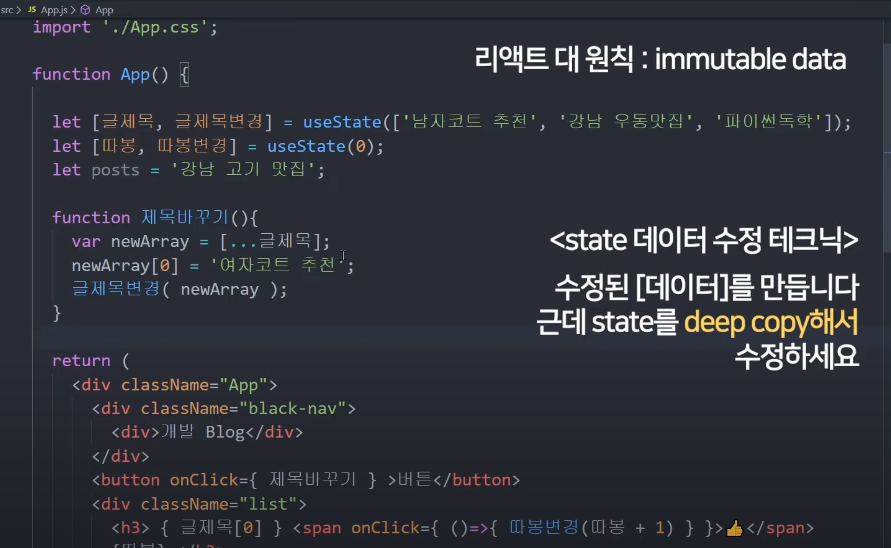 src > JS App.js > App
import './App.css';
리액트 대 원칙 : immutable data
function App() {
let [글제목, 글제목변경] = useState(['남자코트 추천', '강남 우동맛집', '파이썬독학']);
let [따봉, 따봉변경] = useState(0);
let posts = '강남 고기 맛집';
function 제목바꾸기(){
var newArray = [...글제목];
newArray[0] = '여자코트 추천';
글제목변경( newArray );
}
<state 데이터 수정 테크닉>
수정된 [데이터]를 만듭니다
근데 state를 deep copy해서
수정하세요
return (
<div className="App">
<div className="black-nav">
<div>개발 Blog</div>
</div>
<button onClick={ 제목바꾸기 } >버튼</button>
<div className="list">
<h3> { 글제목[0] } <span onClick={ ()=>{ 따봉변경(따봉 + 1) } }>👍</span>